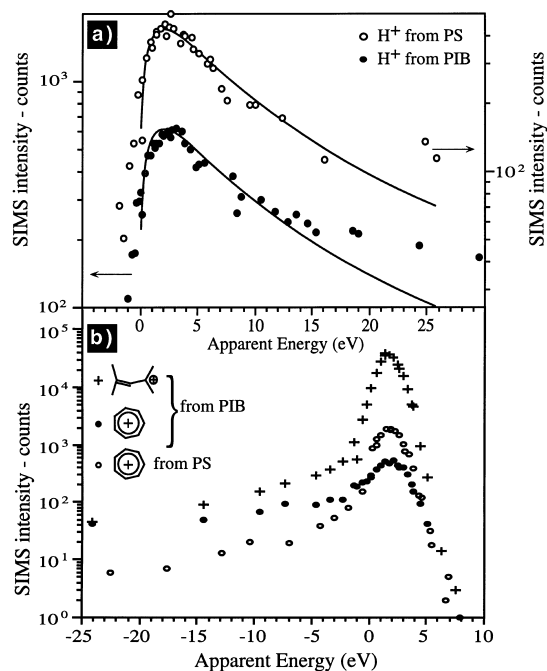 a)
H⁺ from PS
H⁺ from PIB
SIMS intensity - counts
10³
10²
SIMS intensity - counts
10²
0 5 10 15 20 25
Apparent Energy (eV)
b)
10⁵
10⁴
10³
10²
10¹
10⁰
SIMS intensity - counts
+
+
from PIB
+ from PS
-25 -20 -15 -10 -5 0 5 10
Apparent Energy (eV)